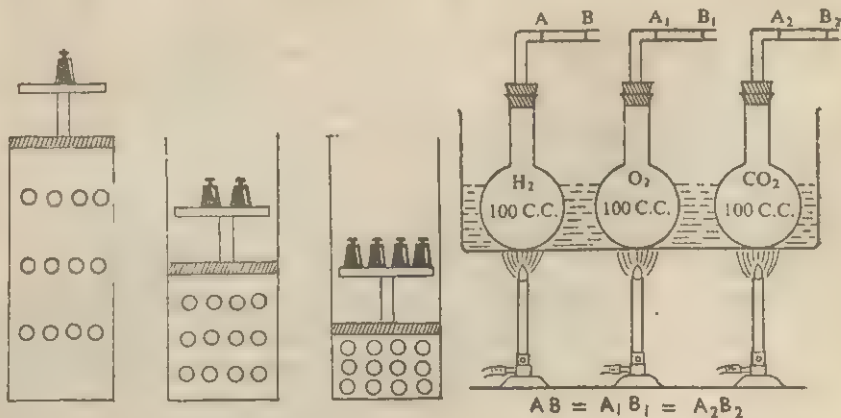 A B A₁ B₁ A₂ B₂
H₂ O₂ CO₂
100 C.C. 100 C.C. 100 C.C.
AB = A₁B₁ = A₂B₂